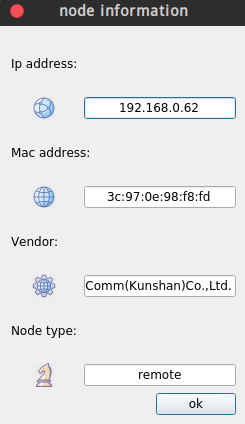 node information
Ip address:
192.168.0.62
Mac address:
3c:97:0e:98:f8:fd
Vendor:
Comm(Kunshan)Co.,Ltd.
Node type:
remote
ok